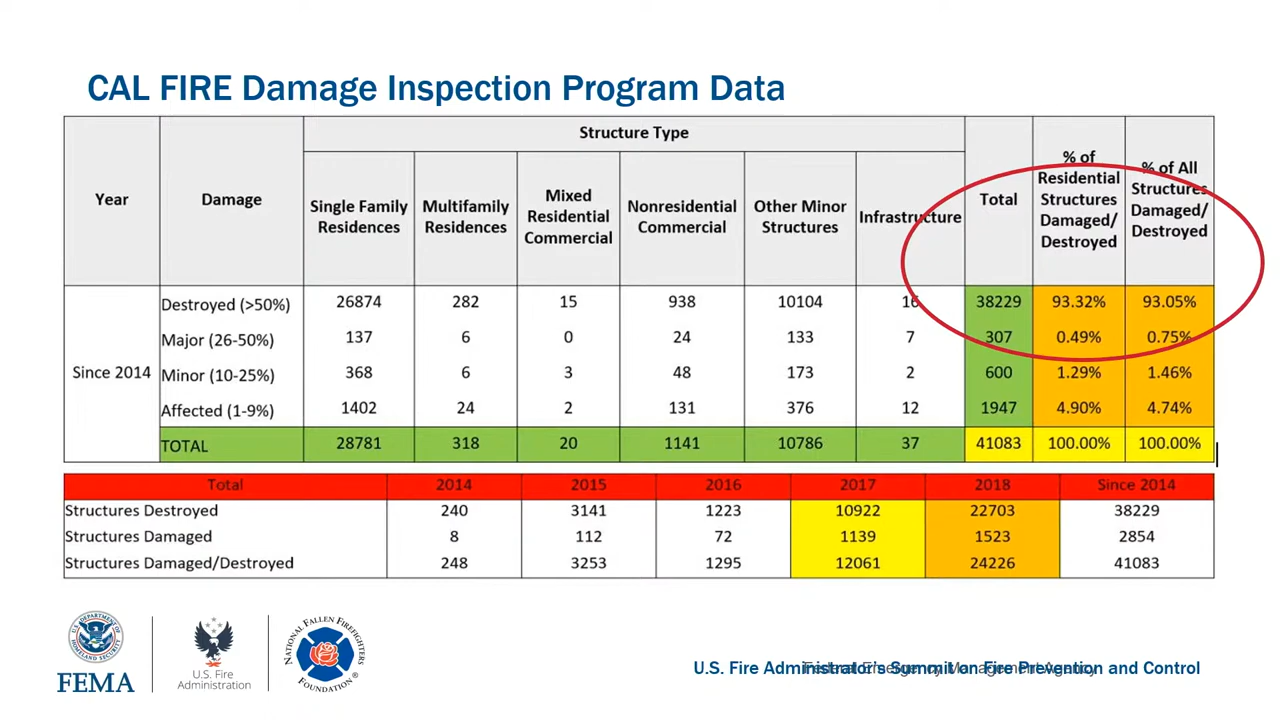 CAL FIRE Damage Inspection Program Data
Year Damage Structure Type Total % of Residential Structures Damaged/ Destroyed % of All Structures Damaged/ Destroyed
Single Family Residences Multifamily Residences Mixed Residential Commercial Nonresidential Commercial Other Minor Structures Infrastructure
Since 2014
Destroyed (>50%) 26874 282 15 938 10104 16 38229 93.32% 93.05%
Major (26-50%) 137 6 0 24 133 7 307 0.49% 0.75%
Minor (10-25%) 368 6 3 48 173 2 600 1.29% 1.46%
Affected (1-9%) 1402 24 2 131 376 12 1947 4.90% 4.74%
TOTAL 28781 318 20 1141 10786 37 41083 100.00% 100.00%
Total 2014 2015 2016 2017 2018 Since 2014
Structures Destroyed 240 3141 1223 10922 22703 38229
Structures Damaged 8 112 72 1139 1523 2854
Structures Damaged/Destroyed 248 3253 1295 12061 24226 41083
U.S. DEPARTMENT OF HOMELAND SECURITY
FEMA
U.S. Fire
Administration
NATIONAL FALLEN FIREFIGHTERS FOUNDATION®
U.S. Fire Administrator's Summit on Fire Prevention and Control
Federal Emergency Management Agency